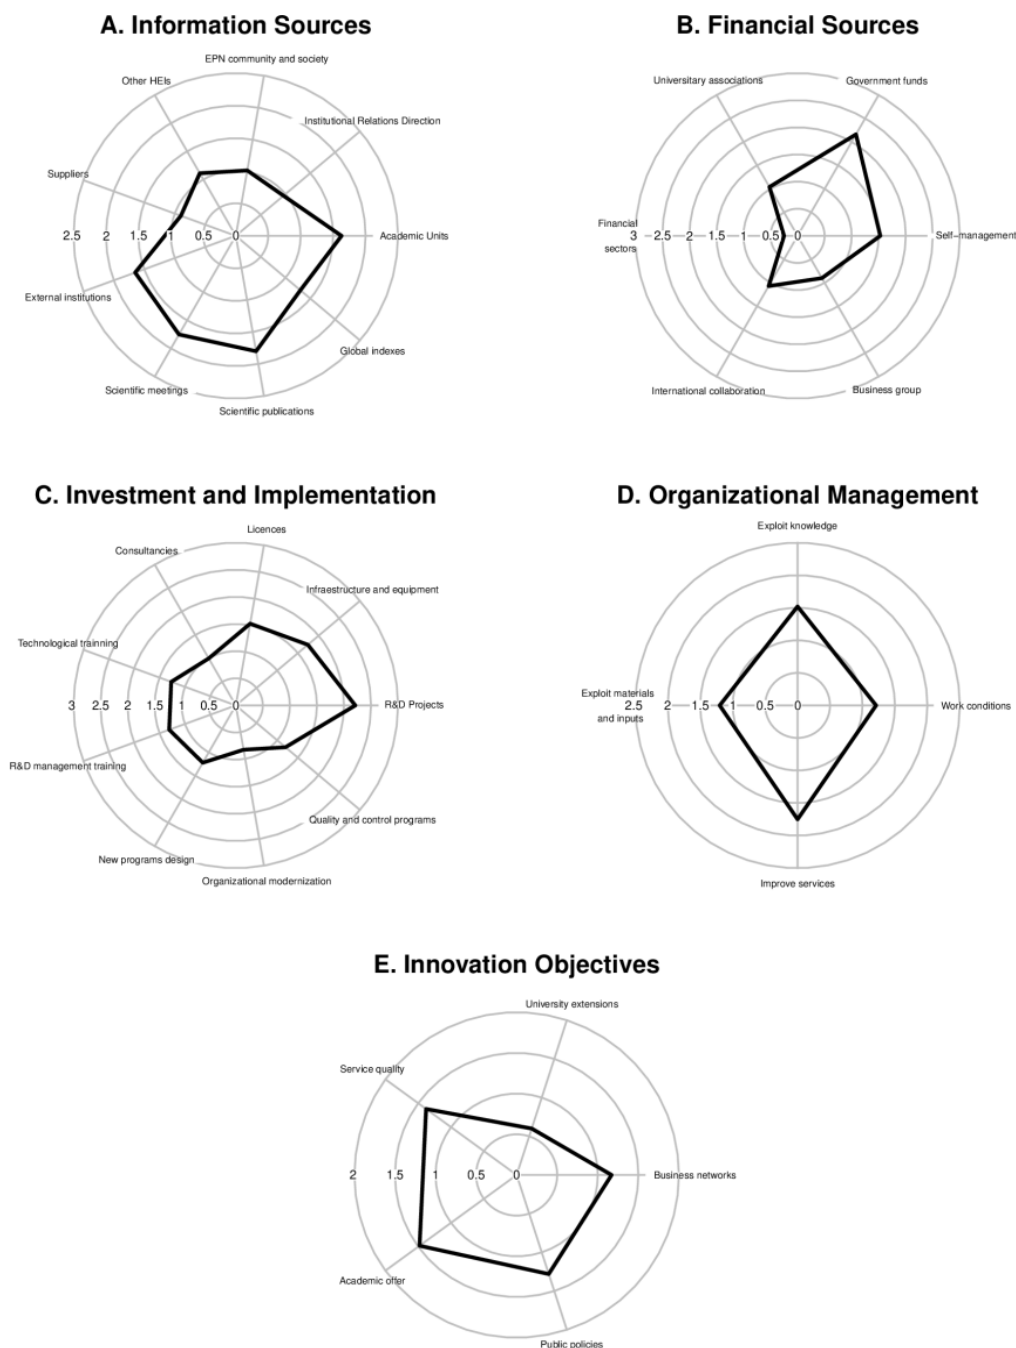 A. Information Sources
EPN community and society
Other HEIs
Institutional Relations Direction
Suppliers
2.5 2 1.5 1 0.5 0
Academic Units
External institutions
Global indexes
Scientific meetings
Scientific publications
B. Financial Sources
Universitary associations
Government funds
Financial
3 2.5 2 1.5 1 0.5 0
sectors
Self-management
International collaboration
Business group
C. Investment and Implementation
Licences
Consultancies
Infraestructure and equipment
Technological trainning
3 2.5 2 1.5 1 0.5 0
R&D Projects
R&D management training
Quality and control programs
New programs design
Organizational modernization
D. Organizational Management
Exploit knowledge
Exploit materials
2.5 2 1.5 1 0.5 0
and inputs
Work conditions
Improve services
E. Innovation Objectives
University extensions
Service quality
2 1.5 1 0.5 0
Business networks
Academic offer
Public policies